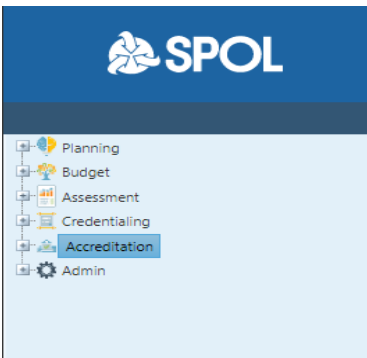 SPOL
Planning
Budget
Assessment
Credentialing
Accreditation
Admin